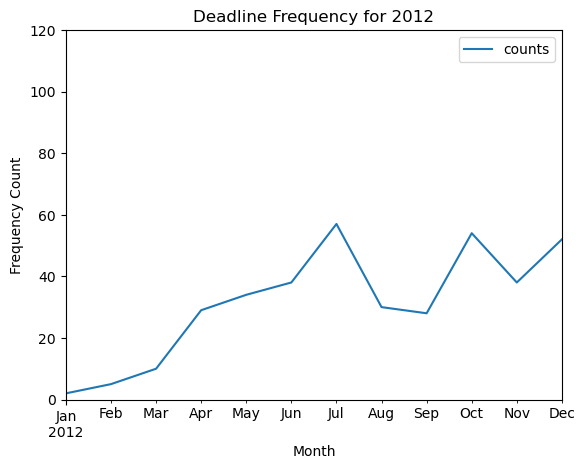 Deadline Frequency for 2012
counts
Frequency Count
120
100
80
60
40
20
0
Jan Feb Mar Apr May Jun Jul Aug Sep Oct Nov Dec
2012
Month